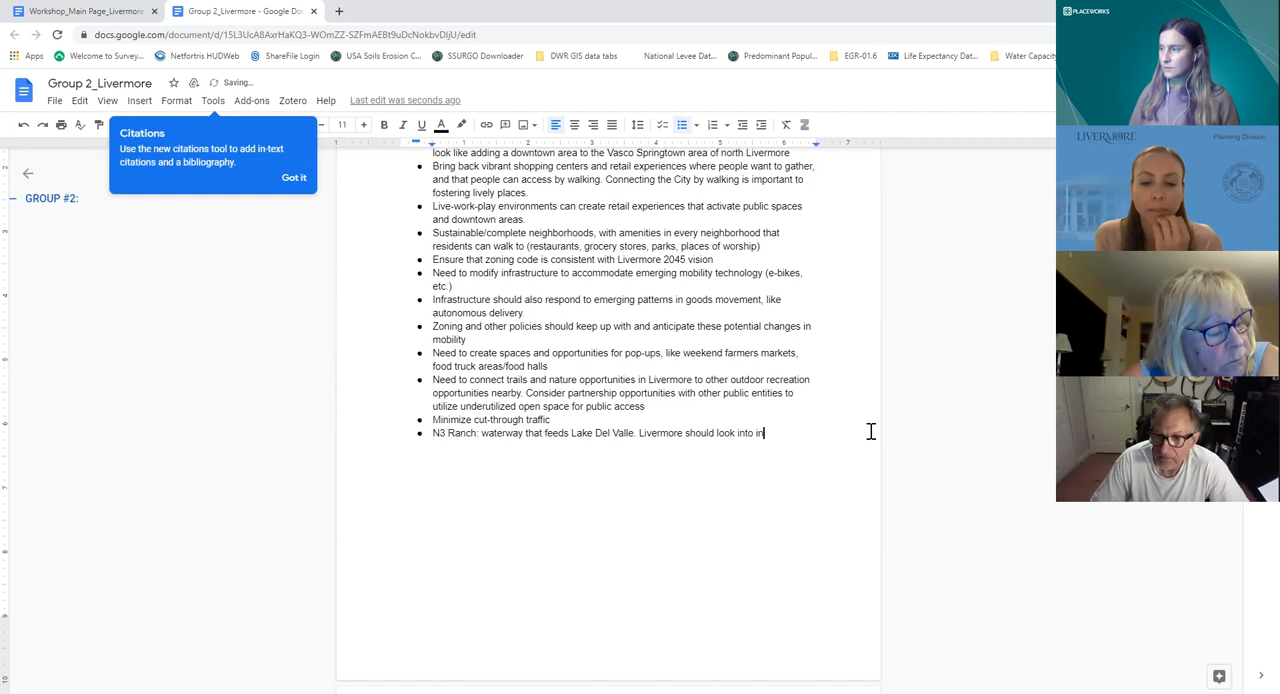 Workshop_Main Page_Livermore
Group 2_Livermore - Google Doc
docs.google.com/document/d/15L3UcA8AxrHaKQ3-WOmZZ-SZFmAEBt9uDcNokbvDIjU/edit
Apps Welcome to Survey... Netfortris HUDWeb ShareFile Login USA Soils Erosion C... SSURGO Downloader DWR GIS data tabs National Levee Dat... Predominant Popul... EGR-01.6 Life Expectancy Dat... Water Capacity
Group 2_Livermore Saving...
File Edit View Insert Format Tools Add-ons Zotero Help Last edit was seconds ago
11
Citations
Use the new citations tool to add in-text
citations and a bibliography.
Got it
GROUP #2:
look like adding a downtown area to the Vasco Springtown area of north Livermore
● Bring back vibrant shopping centers and retail experiences where people want to gather,
and that people can access by walking. Connecting the City by walking is important to
fostering lively places.
● Live-work-play environments can create retail experiences that activate public spaces
and downtown areas.
● Sustainable/complete neighborhoods, with amenities in every neighborhood that
residents can walk to (restaurants, grocery stores, parks, places of worship)
● Ensure that zoning code is consistent with Livermore 2045 vision
● Need to modify infrastructure to accommodate emerging mobility technology (e-bikes,
etc.)
● Infrastructure should also respond to emerging patterns in goods movement, like
autonomous delivery.
● Zoning and other policies should keep up with and anticipate these potential changes in
mobility
● Need to create spaces and opportunities for pop-ups, like weekend farmers markets,
food truck areas/food halls
● Need to connect trails and nature opportunities in Livermore to other outdoor recreation
opportunities nearby. Consider partnership opportunities with other public entities to
utilize underutilized open space for public access
● Minimize cut-through traffic
● N3 Ranch: waterway that feeds Lake Del Valle. Livermore should look into in
PLACEWORKS
LIVERMORE
Planning Division